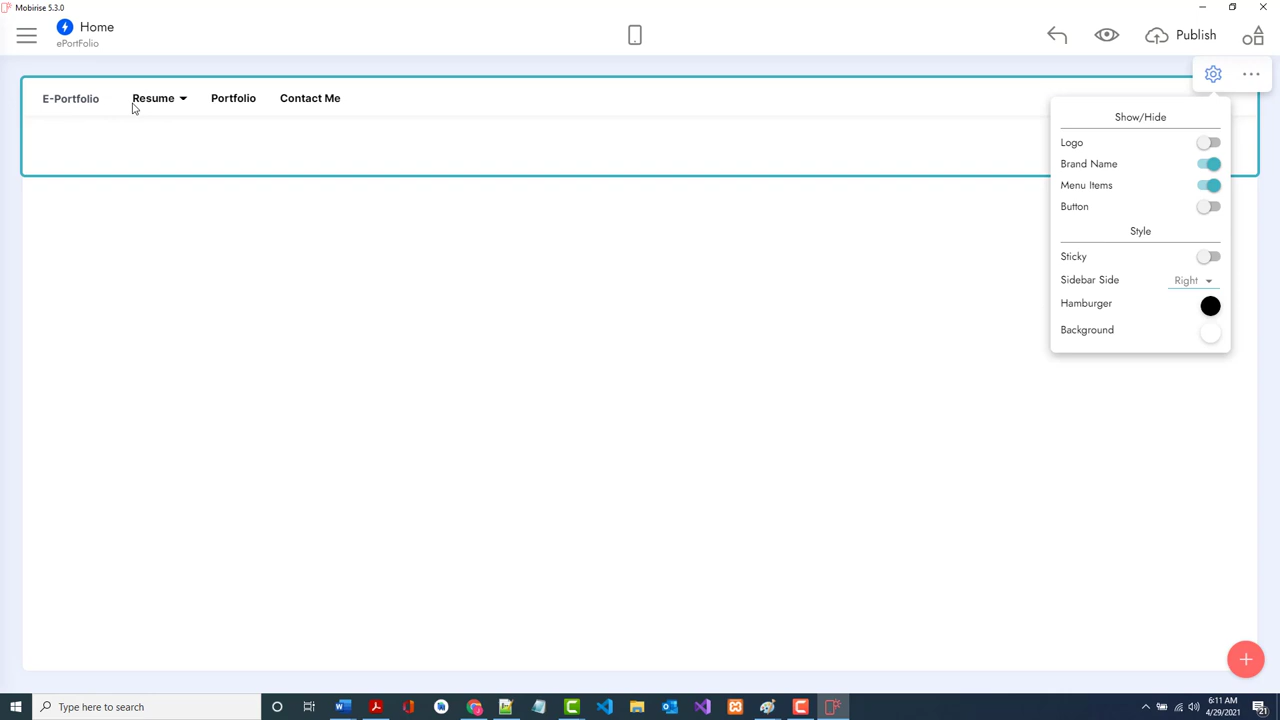 Mobirise 5.3.0
Home
ePortFolio
Publish
E-Portfolio
Resume
Portfolio
Contact Me
Show/Hide
Logo
Brand Name
Menu Items
Button
Style
Sticky
Sidebar Side
Right
Hamburger
Background
Type here to search
6:11 AM
4/29/2021
21